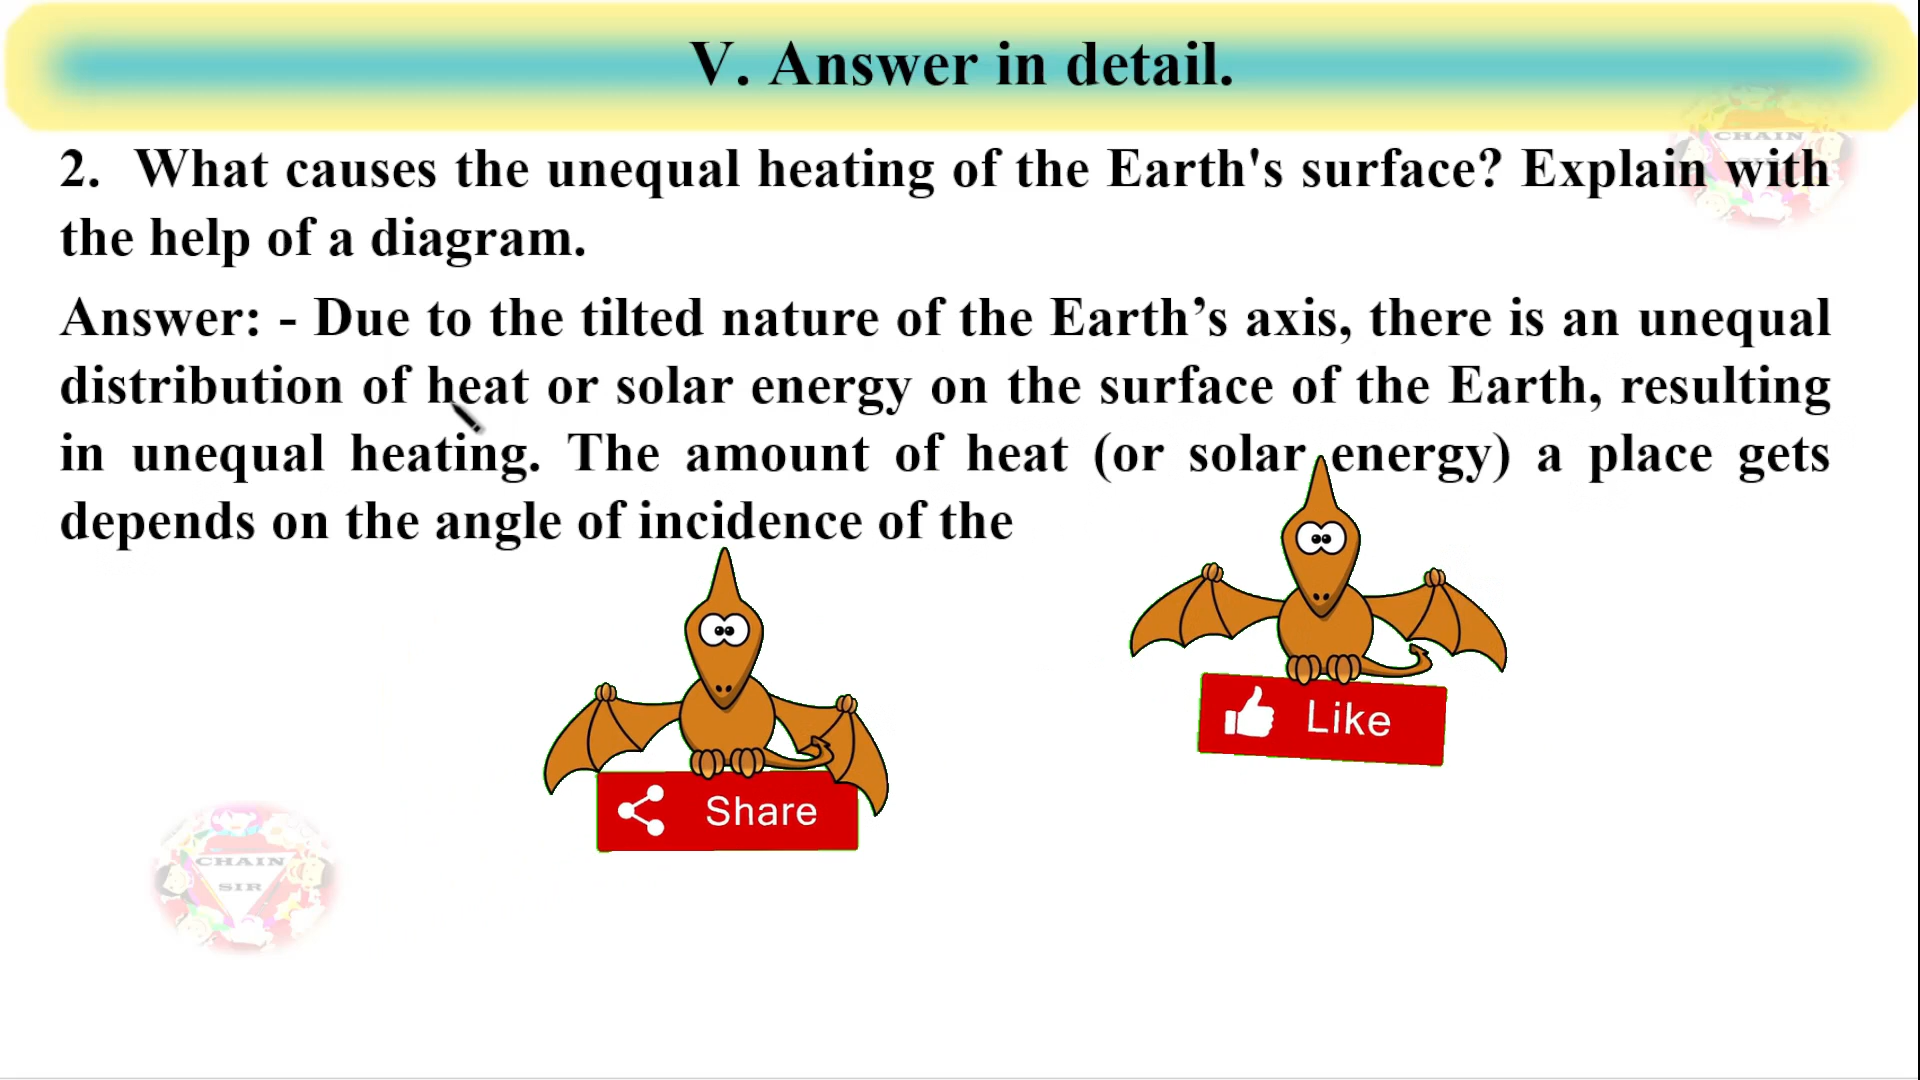 V. Answer in detail.
2. What causes the unequal heating of the Earth's surface? Explain with
the help of a diagram.
Answer: - Due to the tilted nature of the Earth’s axis, there is an unequal
distribution of heat or solar energy on the surface of the Earth, resulting
in unequal heating. The amount of heat (or solar energy) a place gets
depends on the angle of incidence of the
Like
Share
CHAIN
SIR
CHAIN
SIR